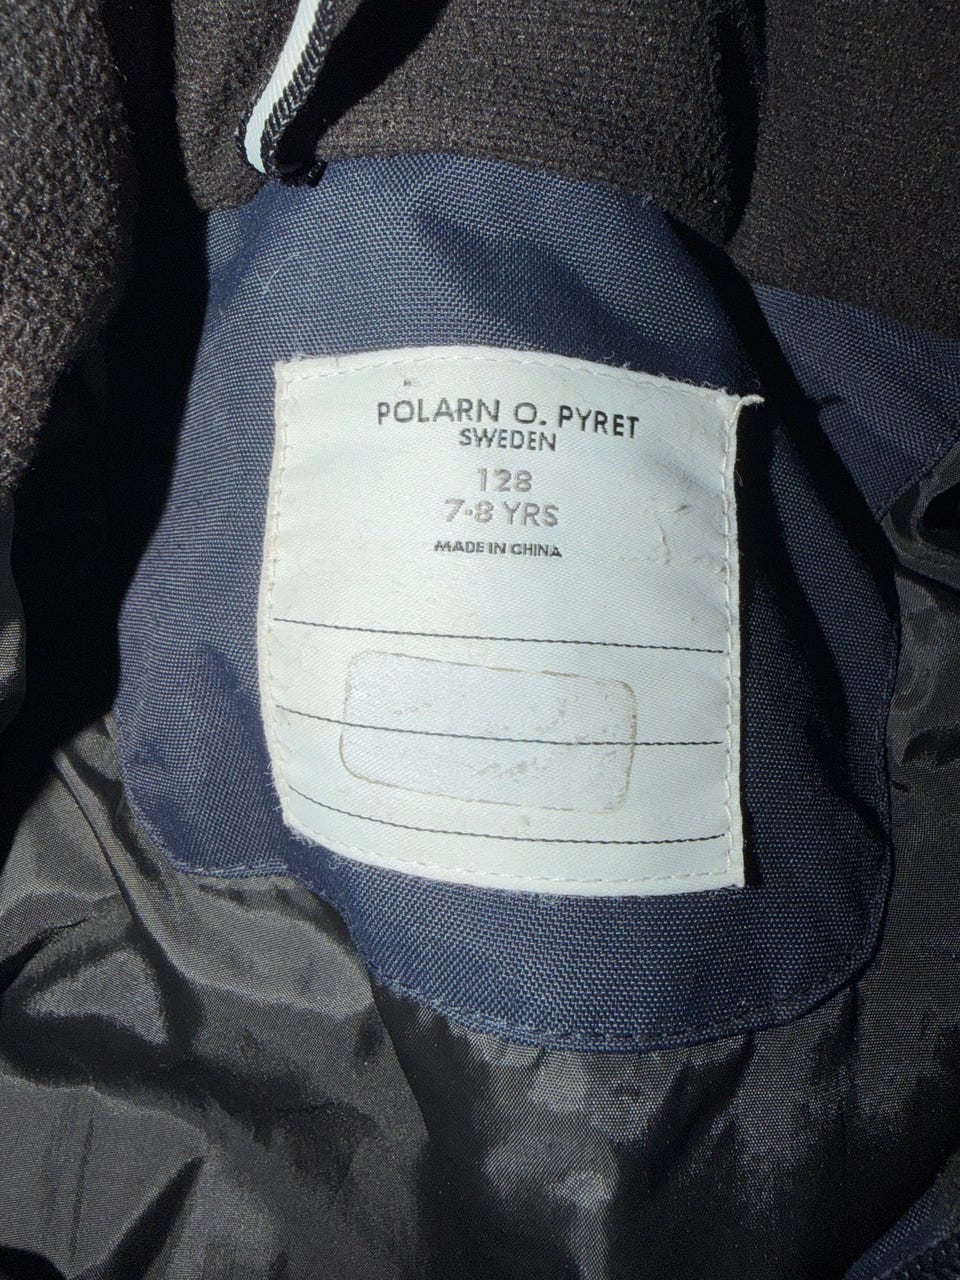 POLARN O. PYRET
SWEDEN
128
7-8 YRS
MADE IN CHINA